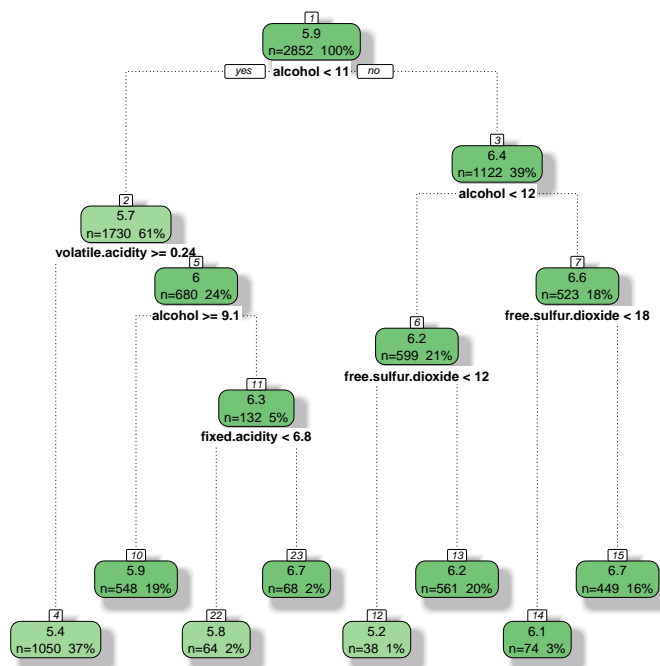 1
5.9
n=2852 100%
yes alcohol < 11 no
3
6.4
n=1122 39%
alcohol < 12
2
5.7
n=1730 61%
volatile.acidity >= 0.24
5
6
n=680 24%
alcohol >= 9.1
7
6.6
n=523 18%
free.sulfur.dioxide < 18
6
6.2
n=599 21%
free.sulfur.dioxide < 12
11
6.3
n=132 5%
fixed.acidity < 6.8
10
5.9
n=548 19%
23
6.7
n=68 2%
13
6.2
n=561 20%
15
6.7
n=449 16%
4
5.4
n=1050 37%
22
5.8
n=64 2%
12
5.2
n=38 1%
14
6.1
n=74 3%